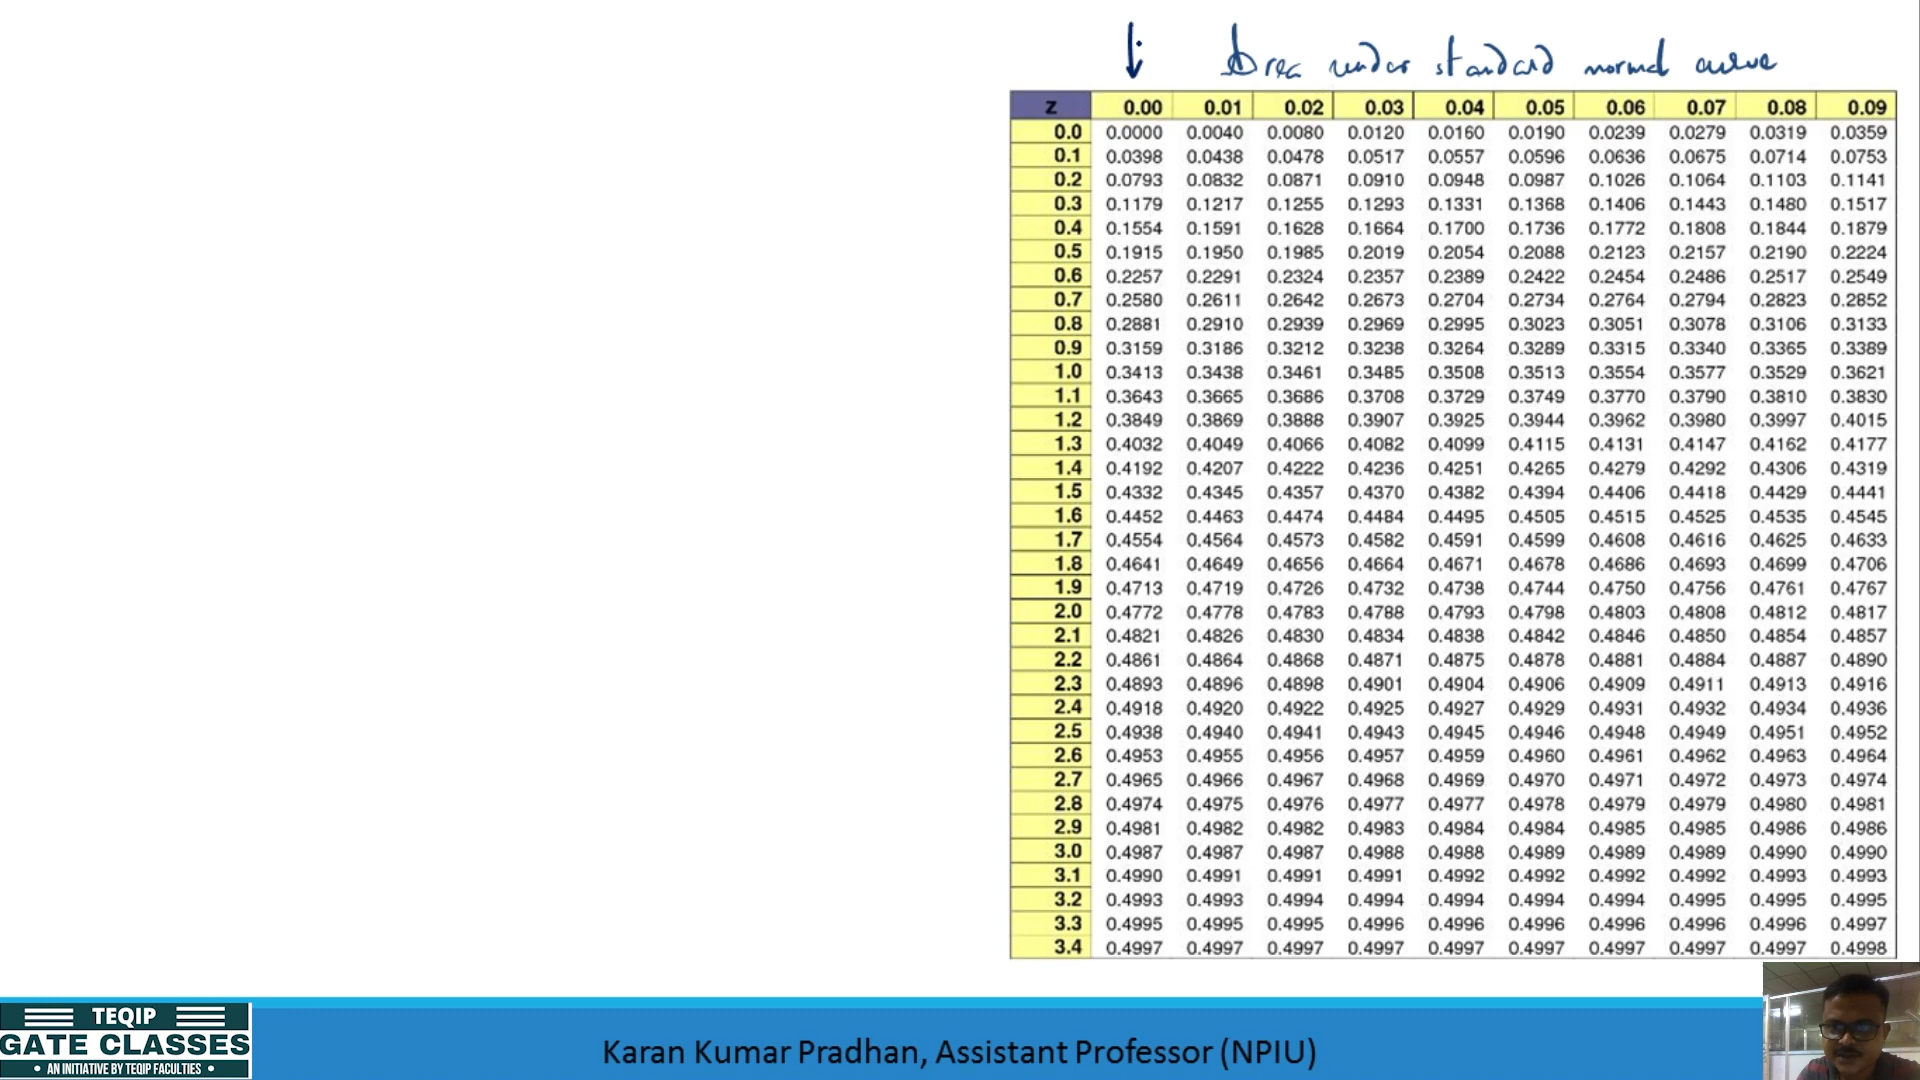 Area under standard normal curve
z 0.00 0.01 0.02 0.03 0.04 0.05 0.06 0.07 0.08 0.09
0.0 0.0000 0.0040 0.0080 0.0120 0.0160 0.0190 0.0239 0.0279 0.0319 0.0359
0.1 0.0398 0.0438 0.0478 0.0517 0.0557 0.0596 0.0636 0.0675 0.0714 0.0753
0.2 0.0793 0.0832 0.0871 0.0910 0.0948 0.0987 0.1026 0.1064 0.1103 0.1141
0.3 0.1179 0.1217 0.1255 0.1293 0.1331 0.1368 0.1406 0.1443 0.1480 0.1517
0.4 0.1554 0.1591 0.1628 0.1664 0.1700 0.1736 0.1772 0.1808 0.1844 0.1879
0.5 0.1915 0.1950 0.1985 0.2019 0.2054 0.2088 0.2123 0.2157 0.2190 0.2224
0.6 0.2257 0.2291 0.2324 0.2357 0.2389 0.2422 0.2454 0.2486 0.2517 0.2549
0.7 0.2580 0.2611 0.2642 0.2673 0.2704 0.2734 0.2764 0.2794 0.2823 0.2852
0.8 0.2881 0.2910 0.2939 0.2969 0.2995 0.3023 0.3051 0.3078 0.3106 0.3133
0.9 0.3159 0.3186 0.3212 0.3238 0.3264 0.3289 0.3315 0.3340 0.3365 0.3389
1.0 0.3413 0.3438 0.3461 0.3485 0.3508 0.3513 0.3554 0.3577 0.3529 0.3621
1.1 0.3643 0.3665 0.3686 0.3708 0.3729 0.3749 0.3770 0.3790 0.3810 0.3830
1.2 0.3849 0.3869 0.3888 0.3907 0.3925 0.3944 0.3962 0.3980 0.3997 0.4015
1.3 0.4032 0.4049 0.4066 0.4082 0.4099 0.4115 0.4131 0.4147 0.4162 0.4177
1.4 0.4192 0.4207 0.4222 0.4236 0.4251 0.4265 0.4279 0.4292 0.4306 0.4319
1.5 0.4332 0.4345 0.4357 0.4370 0.4382 0.4394 0.4406 0.4418 0.4429 0.4441
1.6 0.4452 0.4463 0.4474 0.4484 0.4495 0.4505 0.4515 0.4525 0.4535 0.4545
1.7 0.4554 0.4564 0.4573 0.4582 0.4591 0.4599 0.4608 0.4616 0.4625 0.4633
1.8 0.4641 0.4649 0.4656 0.4664 0.4671 0.4678 0.4686 0.4693 0.4699 0.4706
1.9 0.4713 0.4719 0.4726 0.4732 0.4738 0.4744 0.4750 0.4756 0.4761 0.4767
2.0 0.4772 0.4778 0.4783 0.4788 0.4793 0.4798 0.4803 0.4808 0.4812 0.4817
2.1 0.4821 0.4826 0.4830 0.4834 0.4838 0.4842 0.4846 0.4850 0.4854 0.4857
2.2 0.4861 0.4864 0.4868 0.4871 0.4875 0.4878 0.4881 0.4884 0.4887 0.4890
2.3 0.4893 0.4896 0.4898 0.4901 0.4904 0.4906 0.4909 0.4911 0.4913 0.4916
2.4 0.4918 0.4920 0.4922 0.4925 0.4927 0.4929 0.4931 0.4932 0.4934 0.4936
2.5 0.4938 0.4940 0.4941 0.4943 0.4945 0.4946 0.4948 0.4949 0.4951 0.4952
2.6 0.4953 0.4955 0.4956 0.4957 0.4959 0.4960 0.4961 0.4962 0.4963 0.4964
2.7 0.4965 0.4966 0.4967 0.4968 0.4969 0.4970 0.4971 0.4972 0.4973 0.4974
2.8 0.4974 0.4975 0.4976 0.4977 0.4977 0.4978 0.4979 0.4979 0.4980 0.4981
2.9 0.4981 0.4982 0.4982 0.4983 0.4984 0.4984 0.4985 0.4985 0.4986 0.4986
3.0 0.4987 0.4987 0.4987 0.4988 0.4988 0.4989 0.4989 0.4989 0.4990 0.4990
3.1 0.4990 0.4991 0.4991 0.4991 0.4992 0.4992 0.4992 0.4992 0.4993 0.4993
3.2 0.4993 0.4993 0.4994 0.4994 0.4994 0.4994 0.4994 0.4995 0.4995 0.4995
3.3 0.4995 0.4995 0.4995 0.4996 0.4996 0.4996 0.4996 0.4996 0.4996 0.4997
3.4 0.4997 0.4997 0.4997 0.4997 0.4997 0.4997 0.4997 0.4997 0.4997 0.4998
TEQIP
GATE CLASSES
• AN INITIATIVE BY TEQIP FACULTIES •
Karan Kumar Pradhan, Assistant Professor (NPIU)